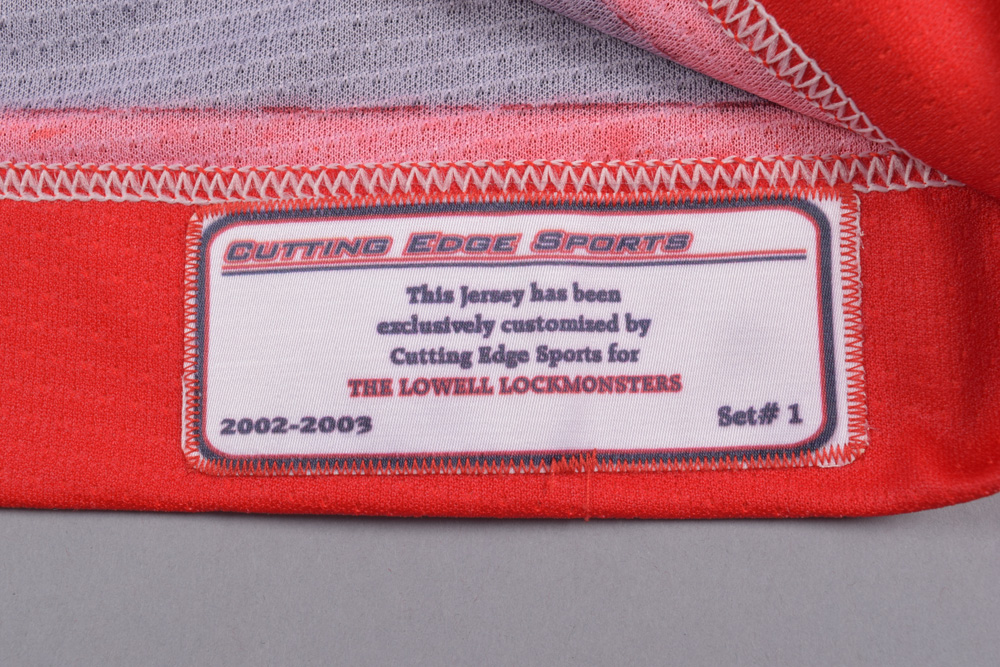 CUTTING EDGE SPORTS
This Jersey has been
exclusively customized by
Cutting Edge Sports for
THE LOWELL LOCKMONSTERS
2002-2003 Set# 1